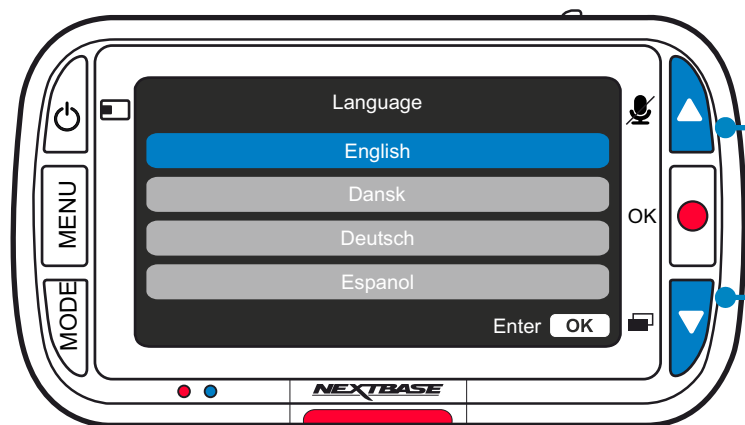 Language
English
Dansk
Deutsch
Espanol
Enter OK
MENU
MODE
OK
NEXTBASE